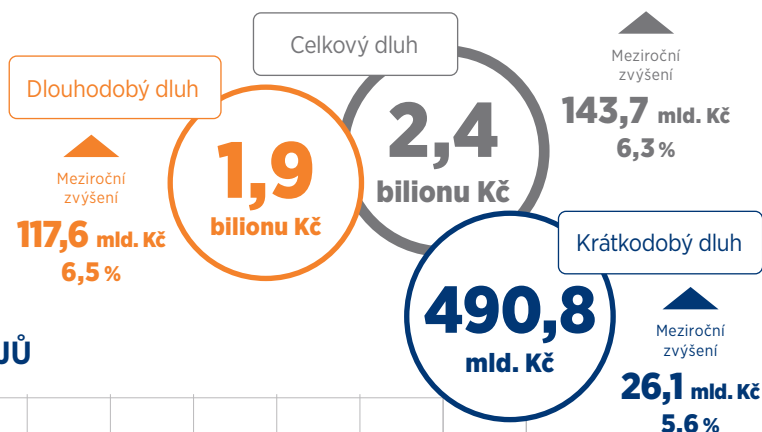 Celkový dluh
2,4
bilionu Kč
Meziroční
zvýšení
143,7 mld. Kč
6,3 %
Dlouhodobý dluh
1,9
bilionu Kč
Meziroční
zvýšení
117,6 mld. Kč
6,5 %
Krátkodobý dluh
490,8
mld. Kč
Meziroční
zvýšení
26,1 mld. Kč
5,6 %
JŮ